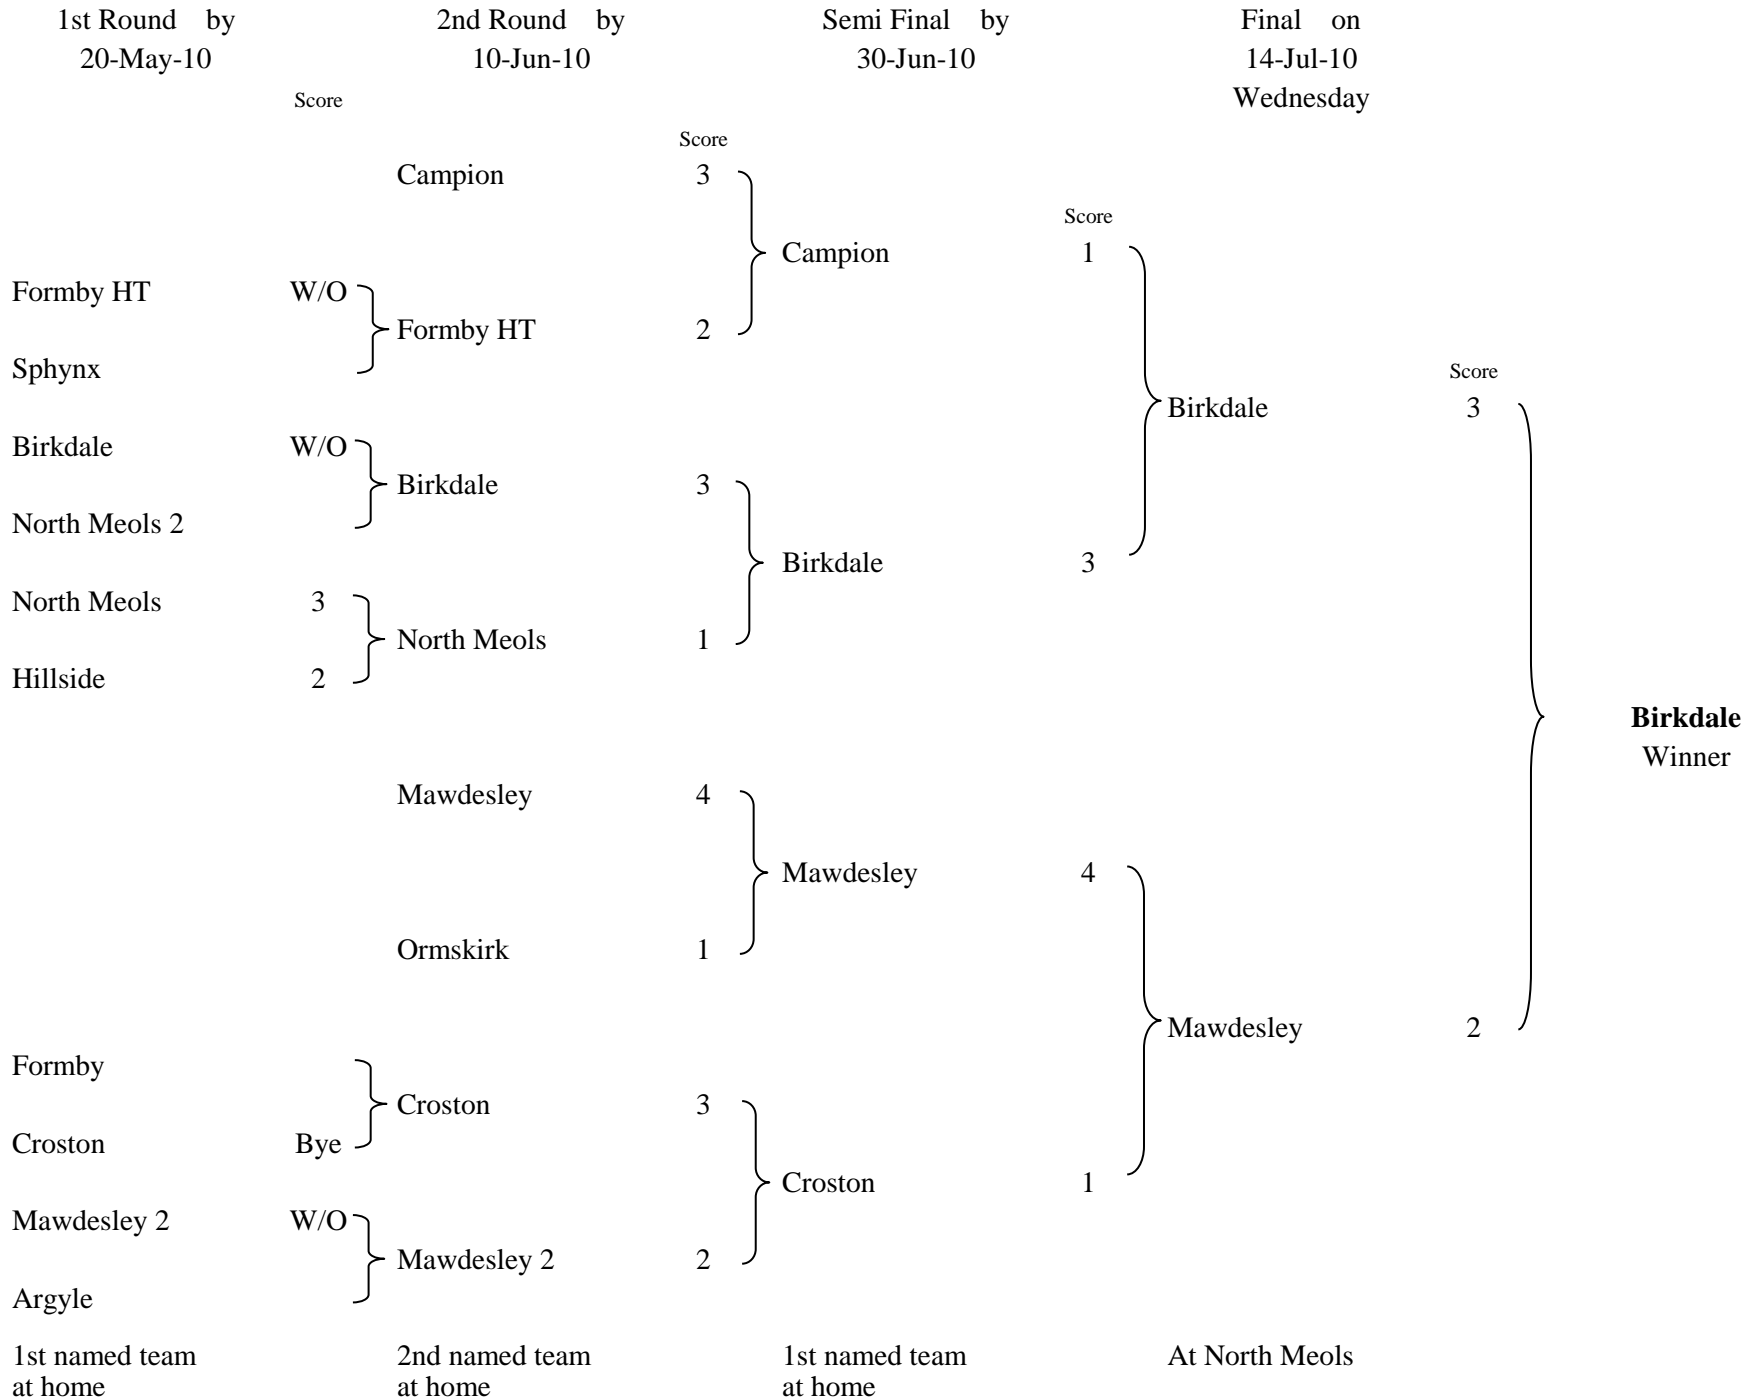 1st Round by 2nd Round by Semi Final by Final on
20-May-10 10-Jun-10 30-Jun-10 14-Jul-10
Score Wednesday
Score
Campion 3
Score
Campion 1
Formby HT W/O
Formby HT 2
Sphynx Score
Birkdale 3
Birkdale W/O
Birkdale 3
North Meols 2
Birkdale 3
North Meols 3
North Meols 1
Hillside 2
Birkdale
Winner
Mawdesley 4
Mawdesley 4
Ormskirk 1
Mawdesley 2
Formby
Croston 3
Croston Bye
Croston 1
Mawdesley 2 W/O
Mawdesley 2 2
Argyle
1st named team 2nd named team 1st named team At North Meols
at home at home at home